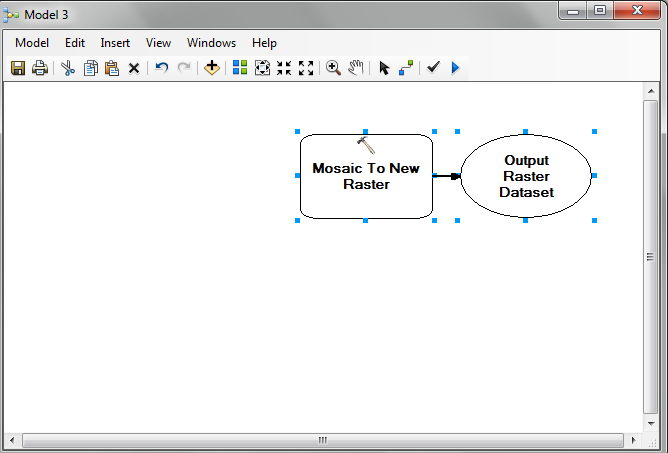 Model 3
Model Edit Insert View Windows Help
Mosaic To New
Raster
Output
Raster
Dataset